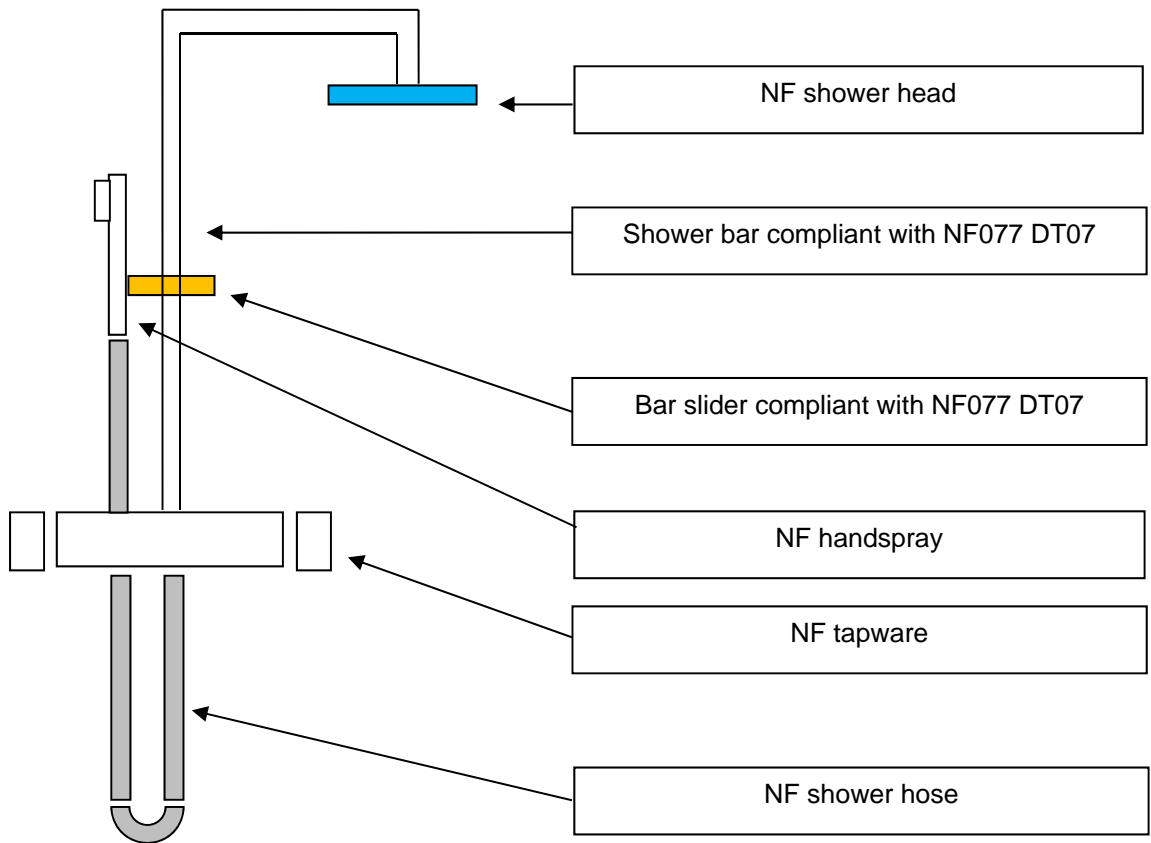 NF shower head
Shower bar compliant with NF077 DT07
Bar slider compliant with NF077 DT07
NF handspray
NF tapware
NF shower hose